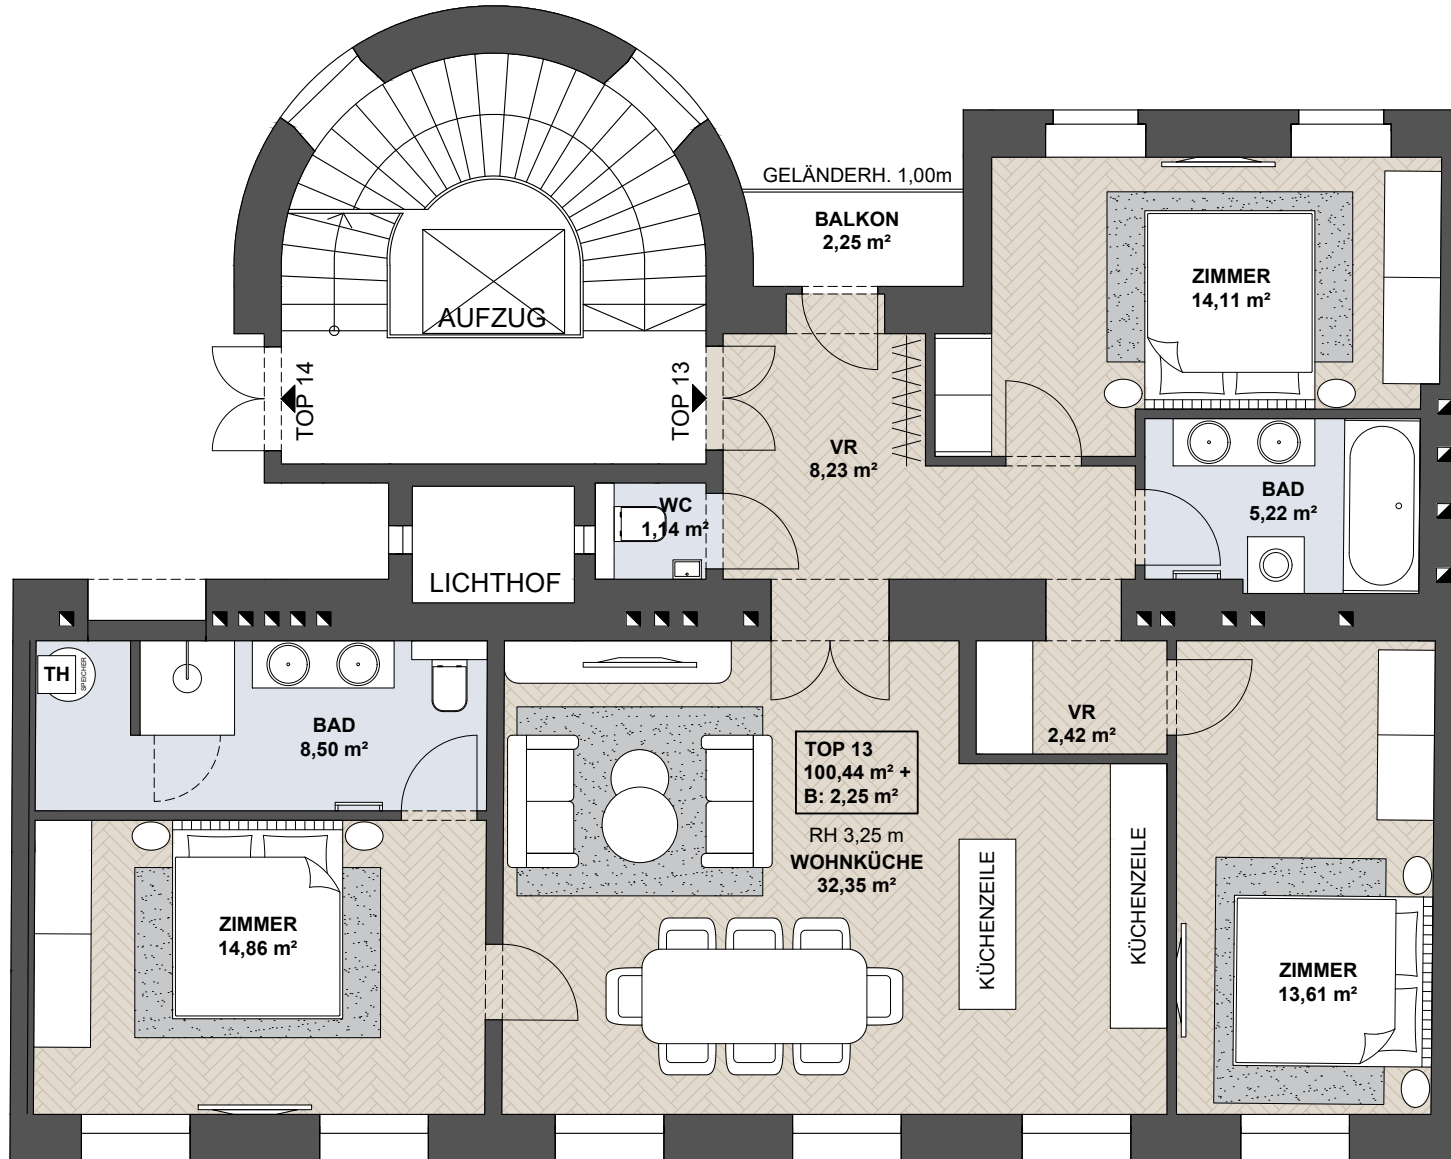 GELÄNDERH. 1,00m
BALKON
2,25 m²
ZIMMER
14,11 m²
AUFZUG
TOP 14
TOP 13
VR
8,23 m²
WC
1,14 m²
BAD
5,22 m²
LICHTHOF
TH
SPEICHER
BAD
8,50 m²
VR
2,42 m²
TOP 13
100,44 m² +
B: 2,25 m²
RH 3,25 m
WOHNKÜCHE
32,35 m²
KÜCHENZEILE
KÜCHENZEILE
ZIMMER
14,86 m²
ZIMMER
13,61 m²